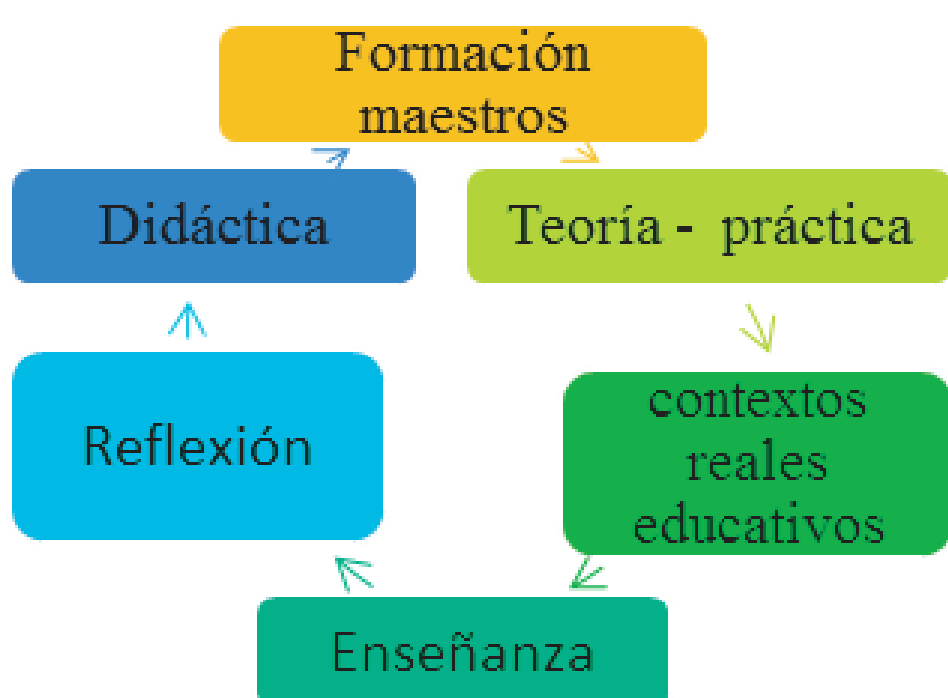 Formación
maestros
Didáctica
Teoría - práctica
Reflexión
contextos
reales
educativos
Enseñanza